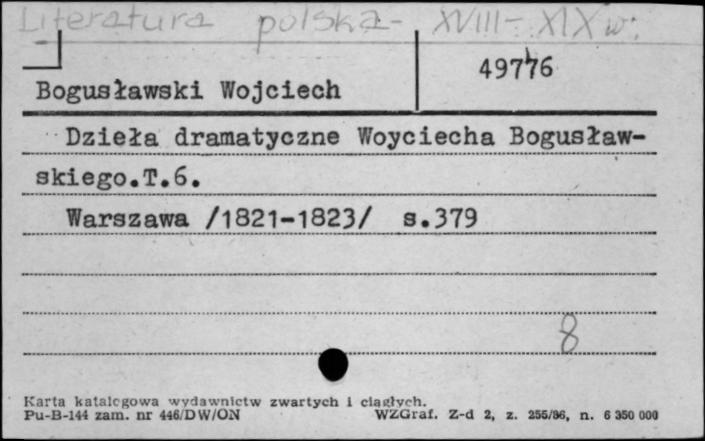 Literatura polska - XVIII - XIX w.
49776
Bogusławski Wojciech
Dzieła dramatyczne Woyciecha Bogusław-
skiego.T.6.
Warszawa /1821-1823/ s.379
8
Karta katalogowa wydawnictw zwartych i ciągłych.
Pu-B-144 zam. nr 446/DW/ON WZGraf. Z-d 2, z. 255/86, n. 6 350 000